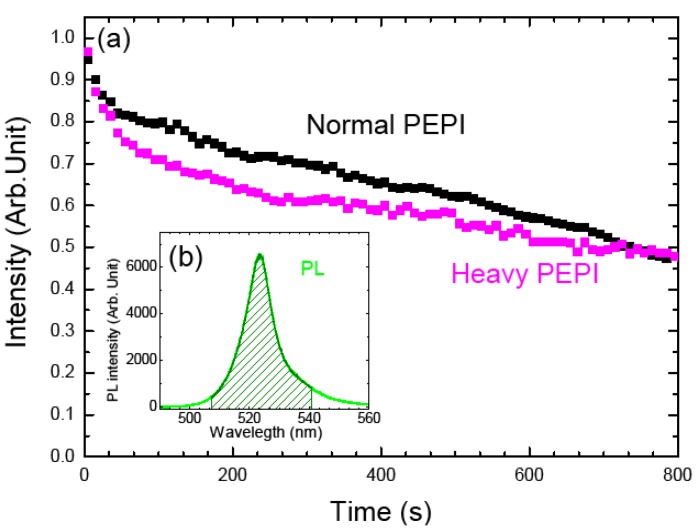 (a)
Normal PEPI
Heavy PEPI
Intensity (Arb.Unit)
1.0
0.9
0.8
0.7
0.6
0.5
0.4
0.3
0.2
0.1
0.0
0 200 400 600 800
Time (s)
(b)
PL
PL intensity (Arb. Unit)
6000
4000
2000
0
500 520 540 560
Wavelegth (nm)